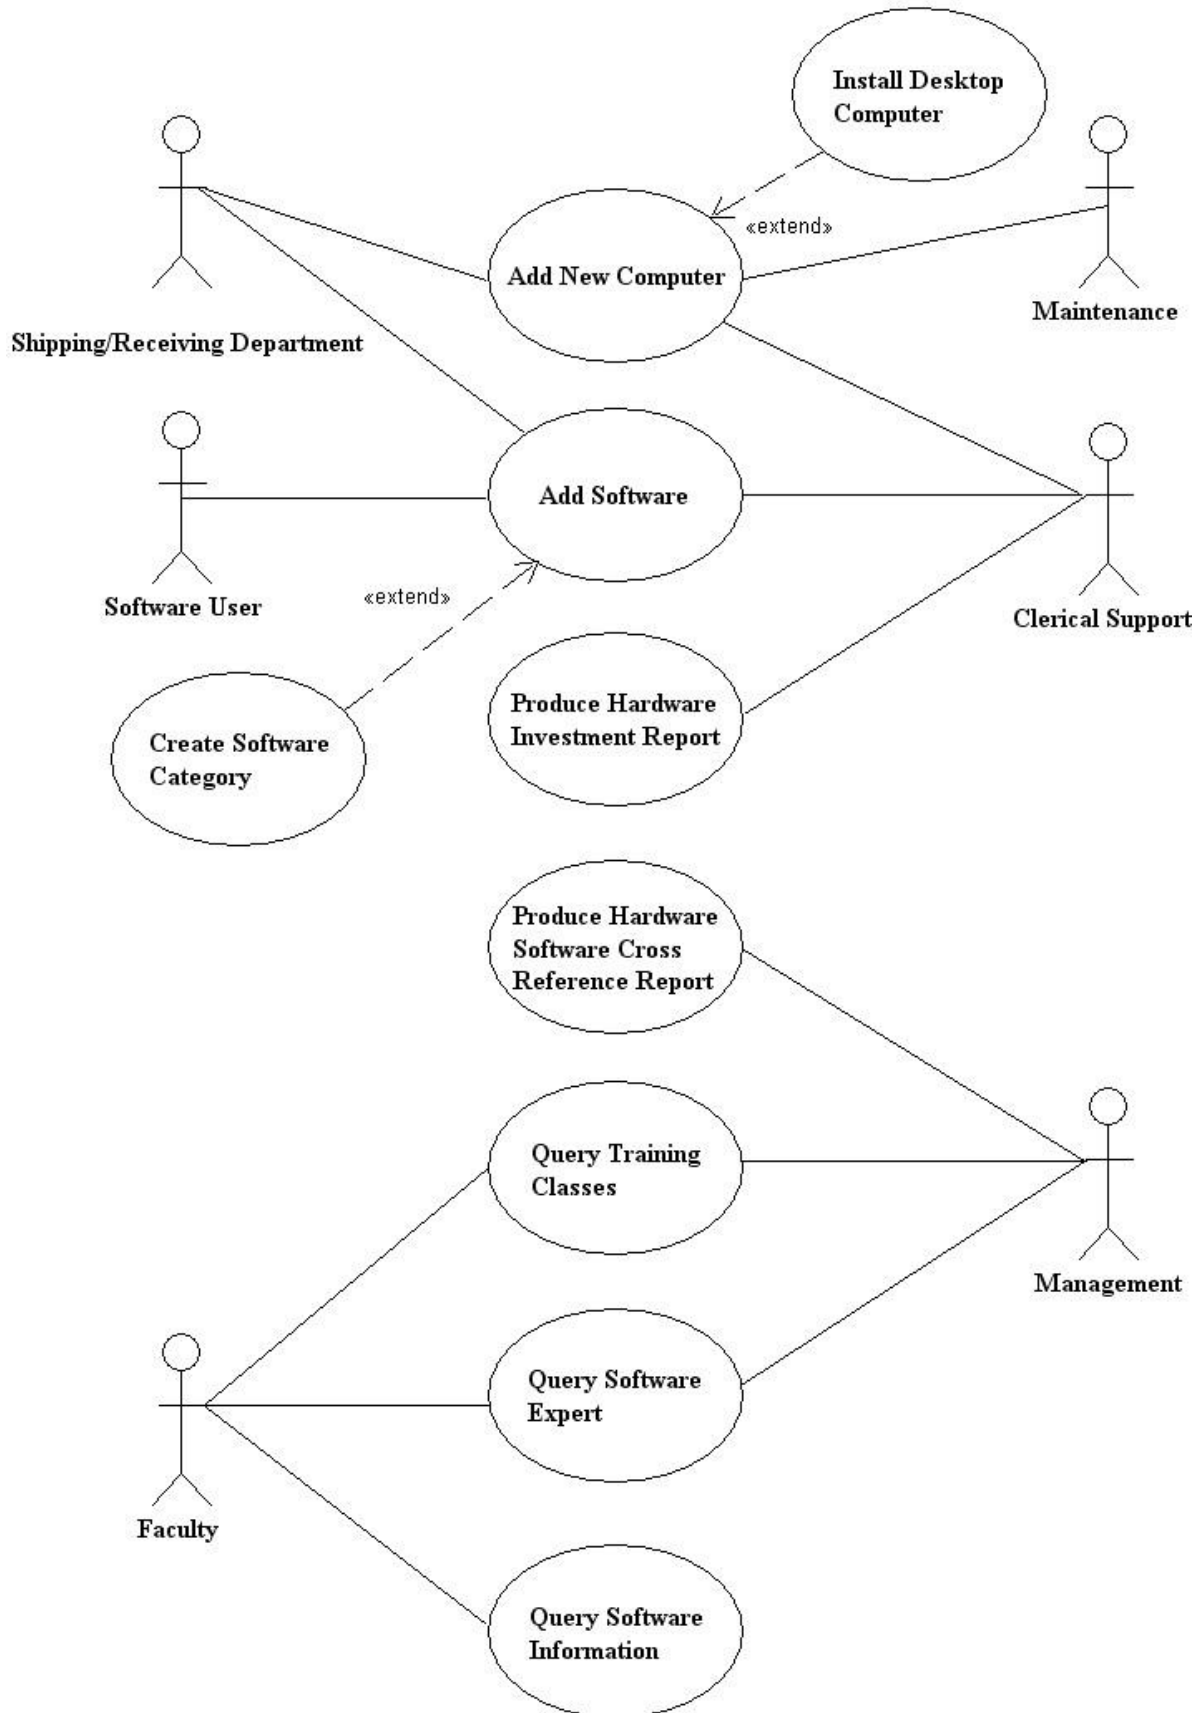 Install Desktop
Computer
«extend»
Add New Computer
Maintenance
Shipping/Receiving Department
Add Software
Software User
«extend»
Clerical Support
Produce Hardware
Investment Report
Create Software
Category
Produce Hardware
Software Cross
Reference Report
Query Training
Classes
Management
Query Software
Expert
Faculty
Query Software
Information